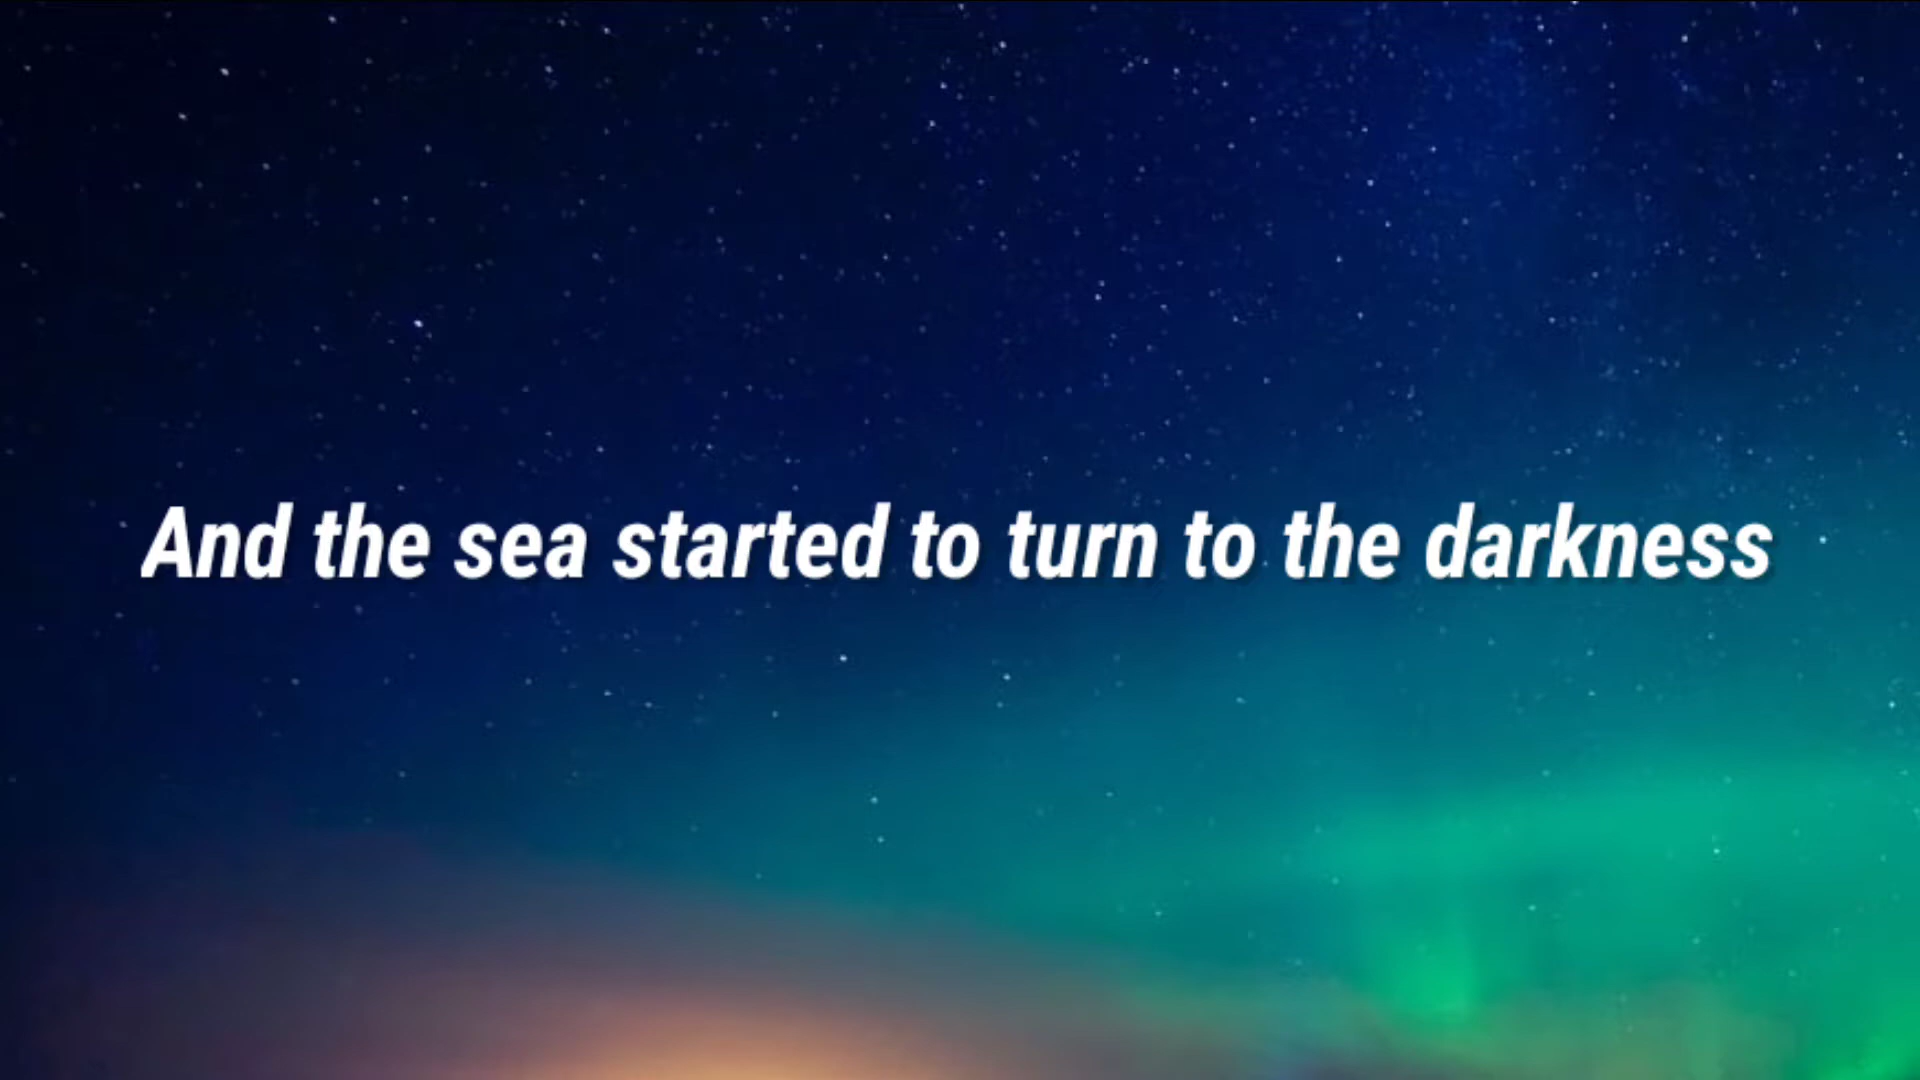 And the sea started to turn to the darkness